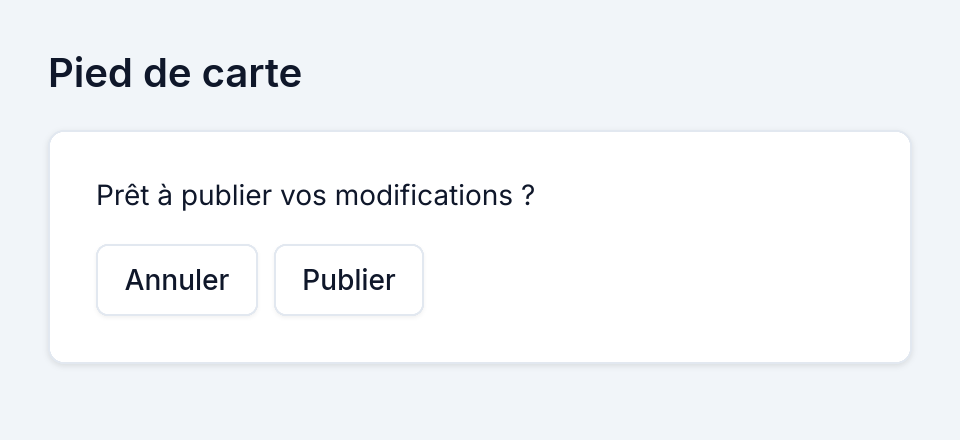 Pied de carte
Prêt à publier vos modifications ?
Annuler
Publier